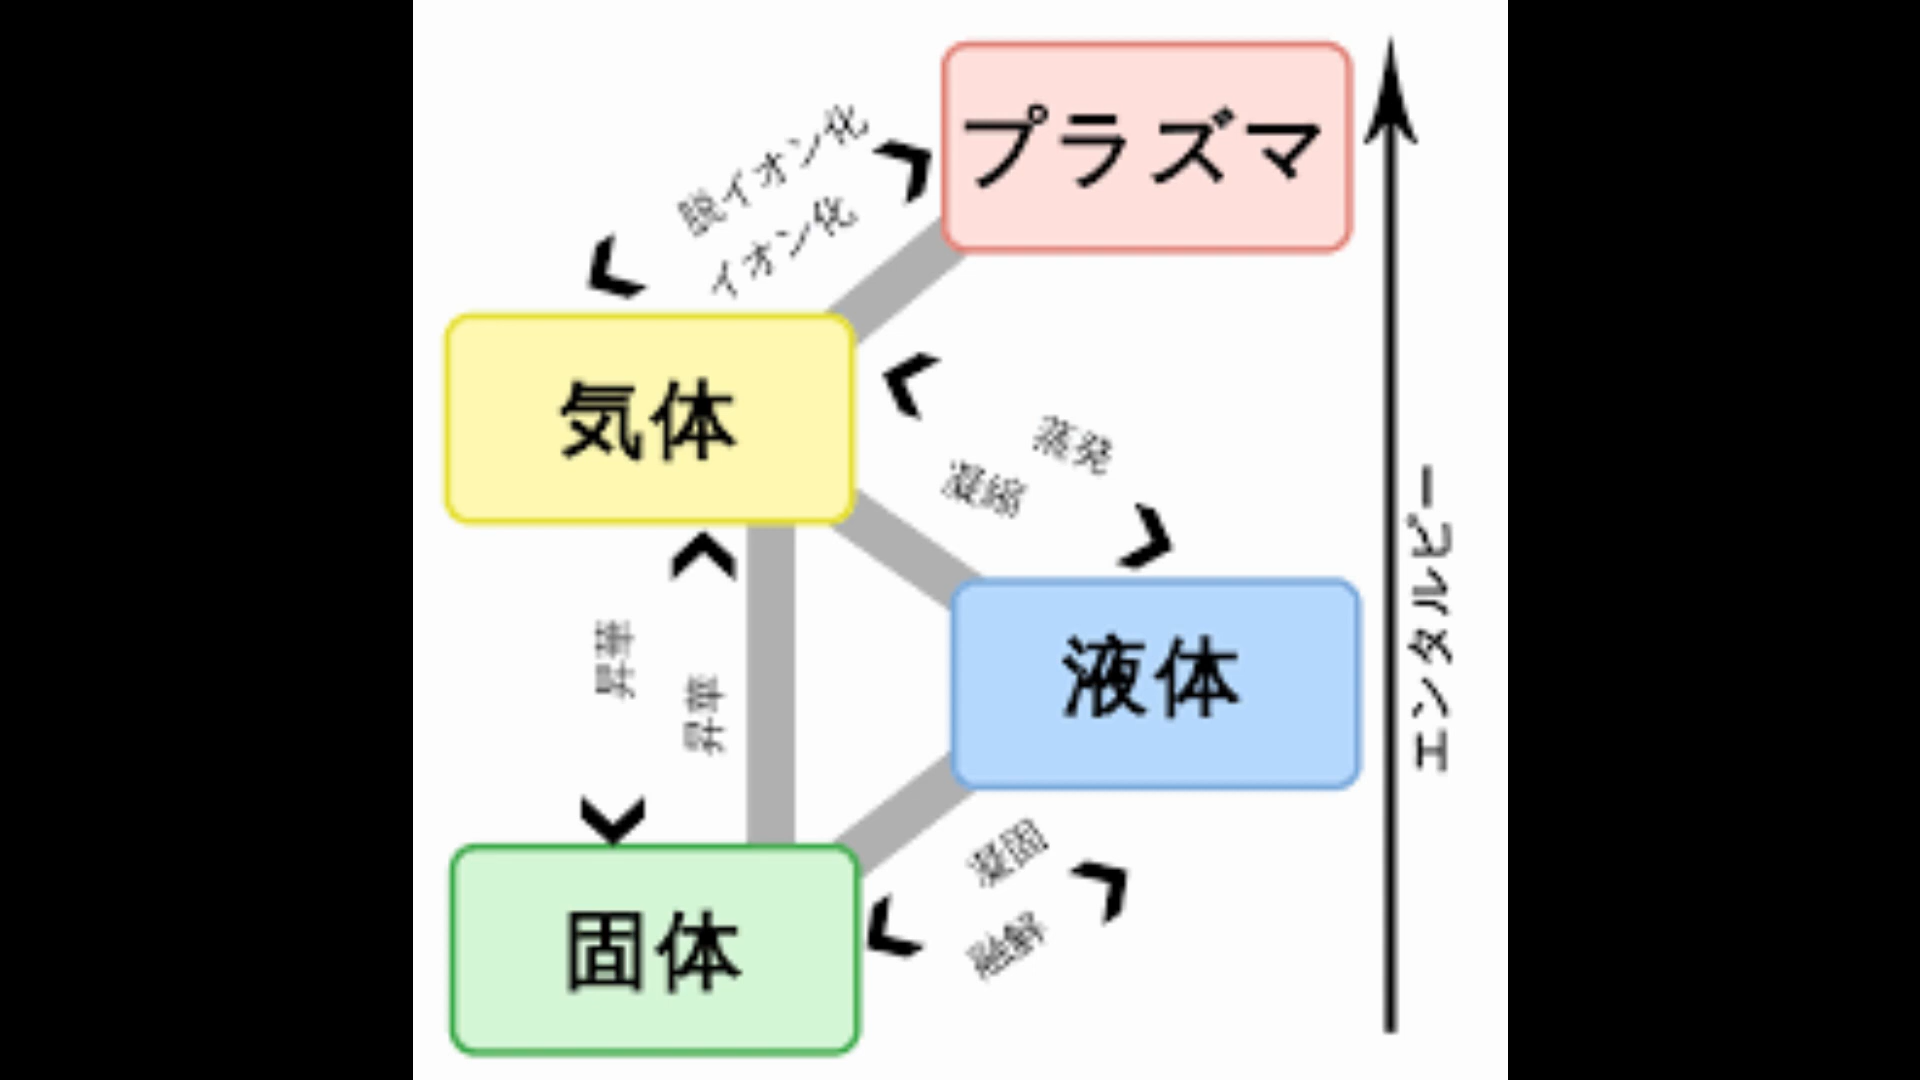 プラズマ
脱イオン化
イオン化
気体
蒸発
凝縮
エンタルピー
昇華
昇華
液体
凝固
融解
固体